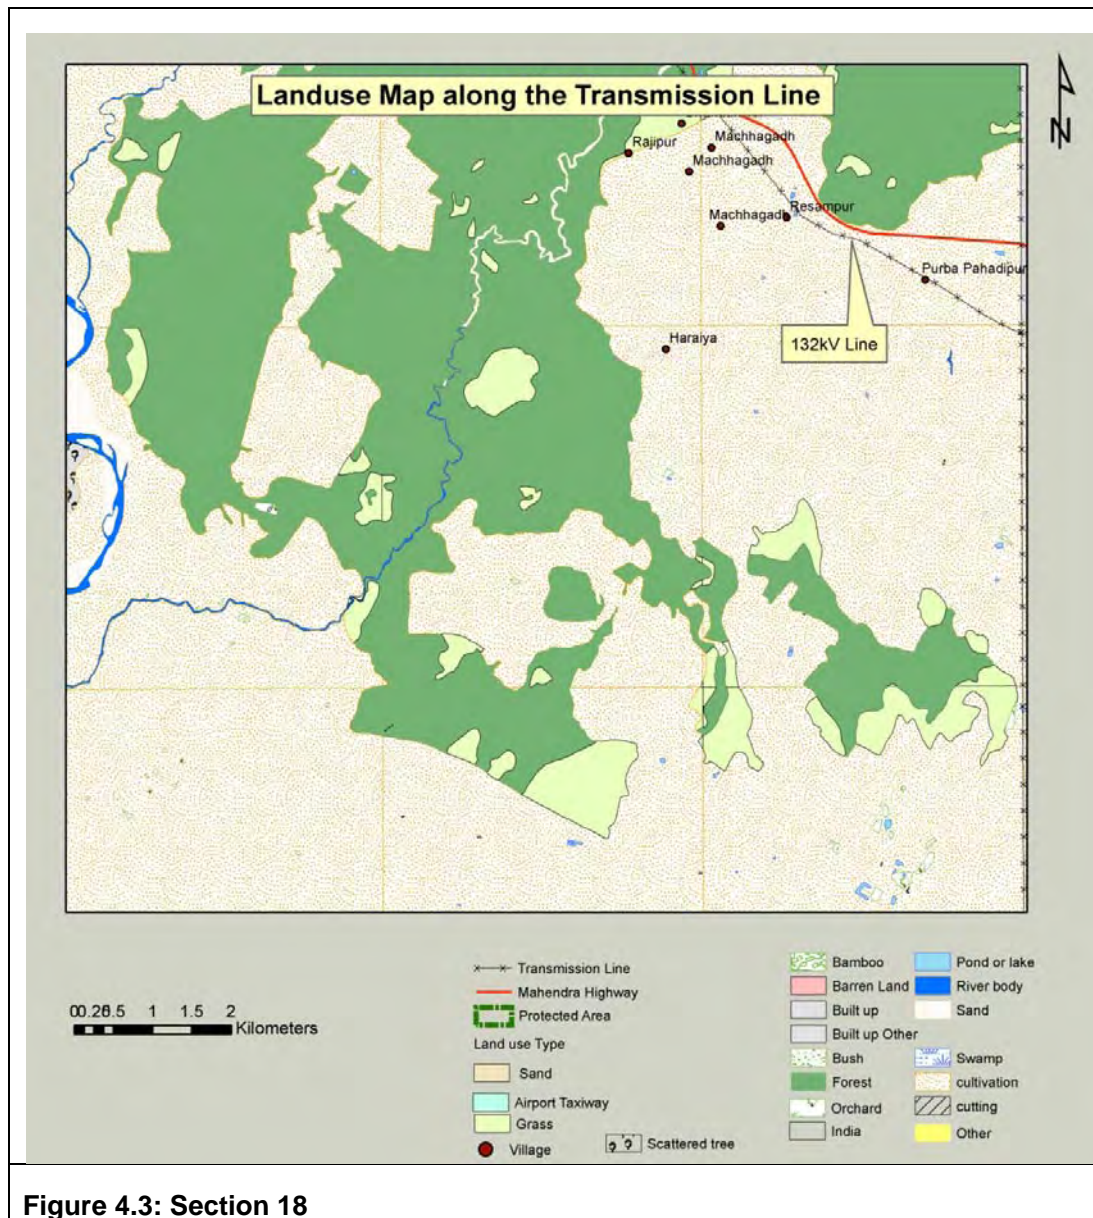 Landuse Map along the Transmission Line
N
Machhagadh
Rajipur
Machhagadh
Resampur
Machhagadh
Purba Pahadipur
132kV Line
Haraiya
Transmission Line
Mahendra Highway
Protected Area
Land use Type
Sand
Airport Taxiway
Grass
Village
Scattered tree
Bamboo
Pond or lake
Barren Land
River body
Built up
Sand
Built up Other
Bush
Swamp
Forest
cultivation
Orchard
cutting
India
Other
0 0.25 0.5 1 1.5 2
Kilometers
Figure 4.3: Section 18